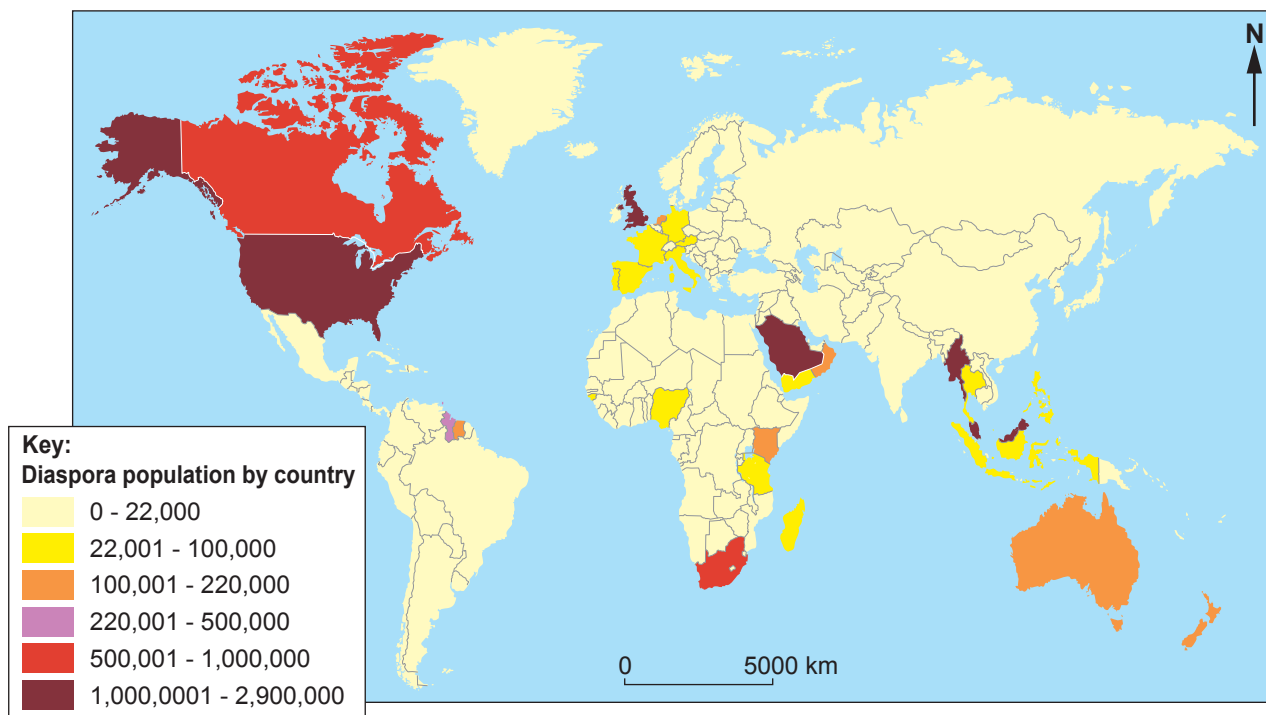 N
Key:
Diaspora population by country
0 - 22,000
22,001 - 100,000
100,001 - 220,000
220,001 - 500,000
500,001 - 1,000,000
1,000,0001 - 2,900,000
0 5000 km